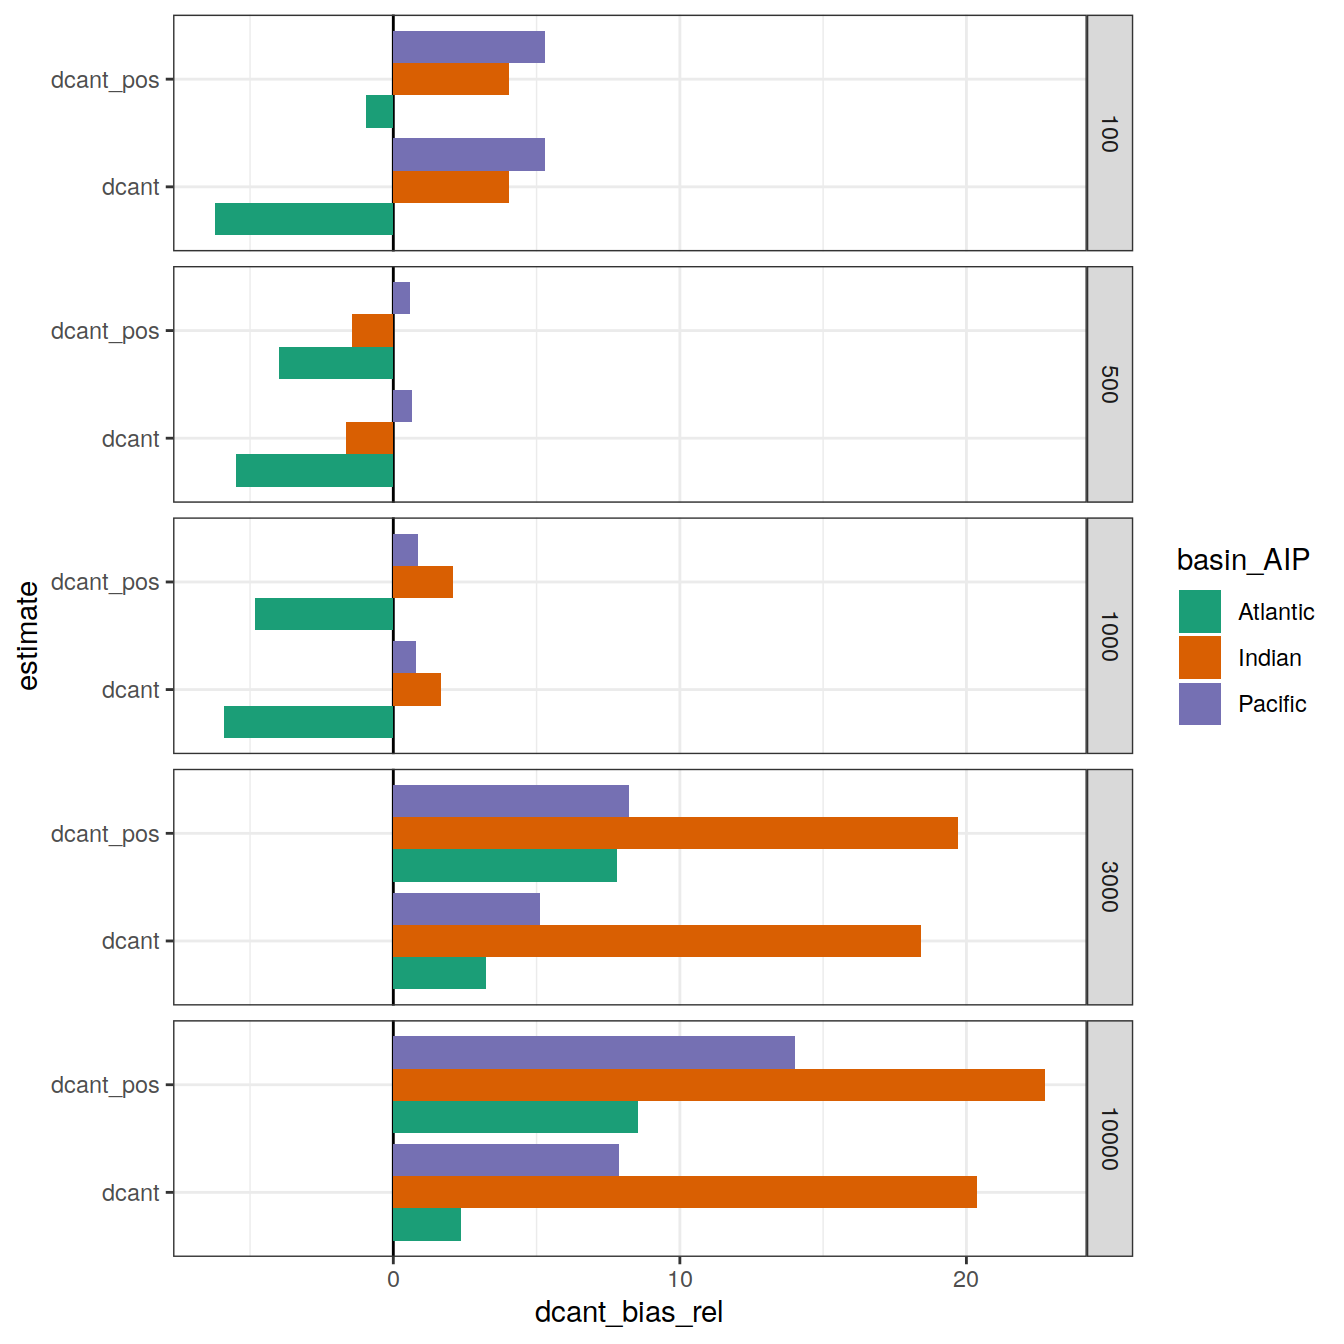 dcant_pos
dcant
100
dcant_pos
dcant
500
dcant_pos
dcant
1000
dcant_pos
dcant
3000
dcant_pos
dcant
10000
0 10 20
dcant_bias_rel
estimate
basin_AIP
Atlantic
Indian
Pacific